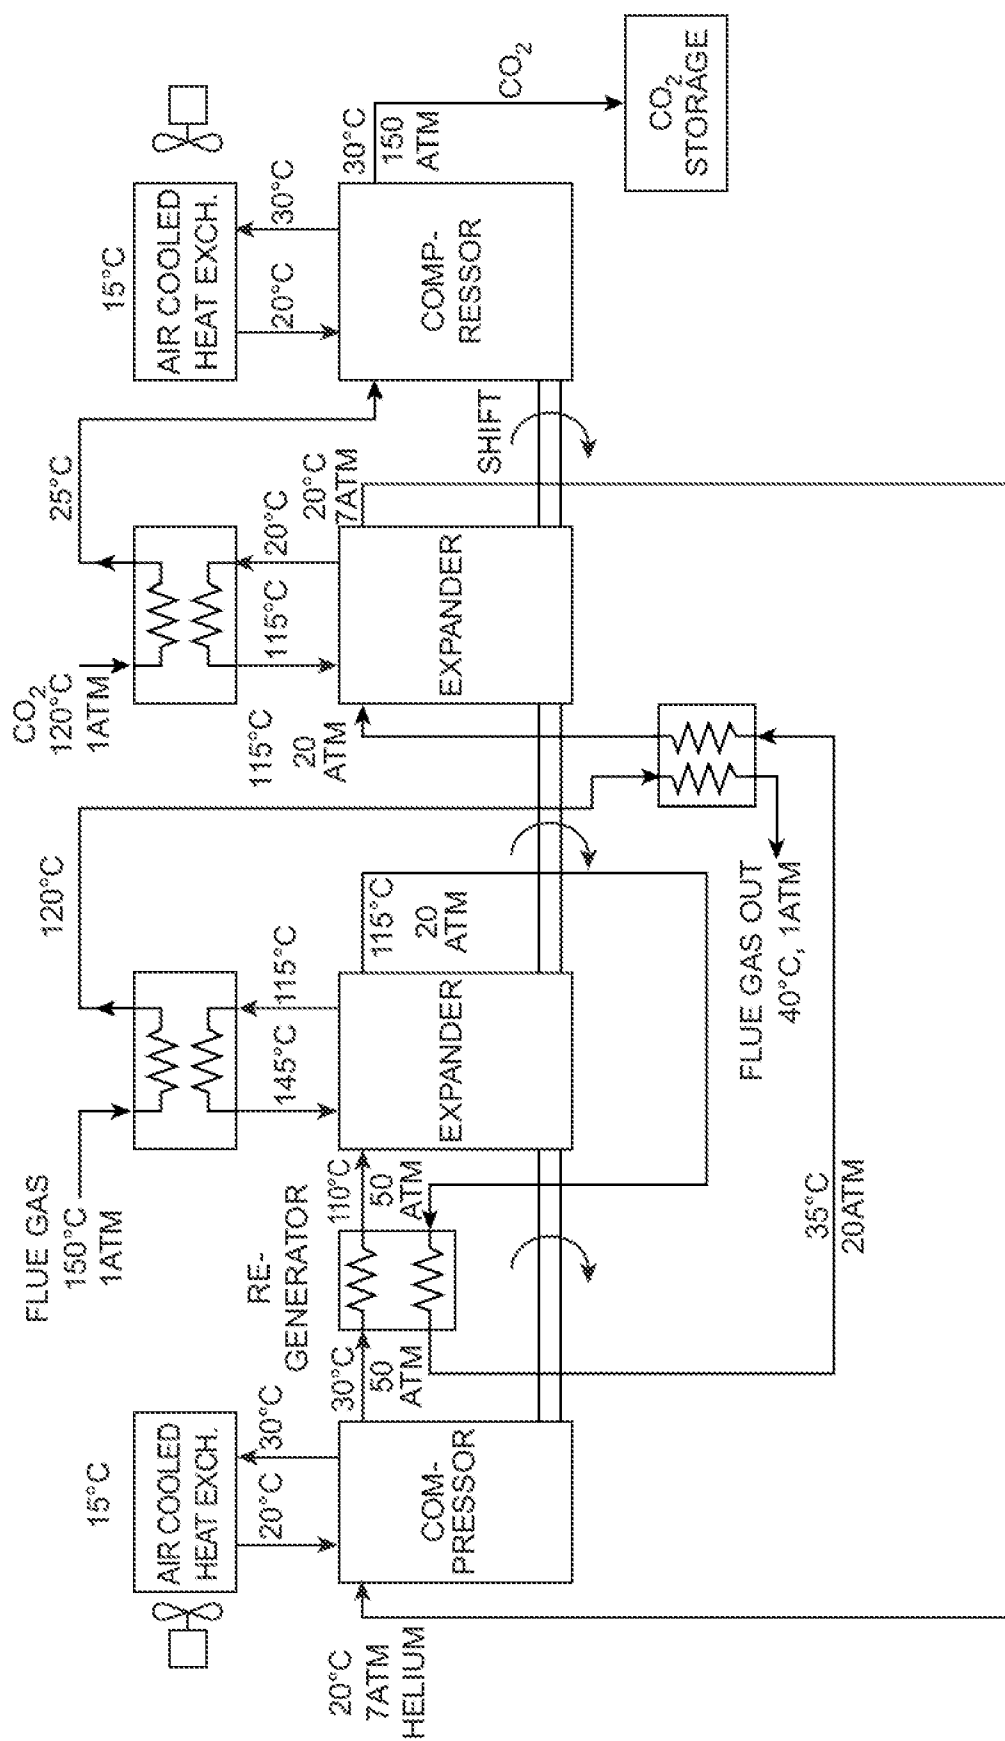 15°C
AIR COOLED
HEAT EXCH.
20°C
30°C
20°C
7ATM
HELIUM
COM-
PRESSOR
30°C
50
ATM
RE-
GENERATOR
110°C
50
ATM
FLUE GAS
150°C
1ATM
145°C
115°C
120°C
EXPANDER
115°C
20
ATM
35°C
20ATM
FLUE GAS OUT
40°C, 1ATM
CO2
120°C
1ATM
115°C
20
ATM
115°C
20°C
25°C
EXPANDER
20°C
7ATM
SHIFT
15°C
AIR COOLED
HEAT EXCH.
20°C
30°C
COMP-
RESSOR
30°C
150
ATM
CO2
CO2
STORAGE